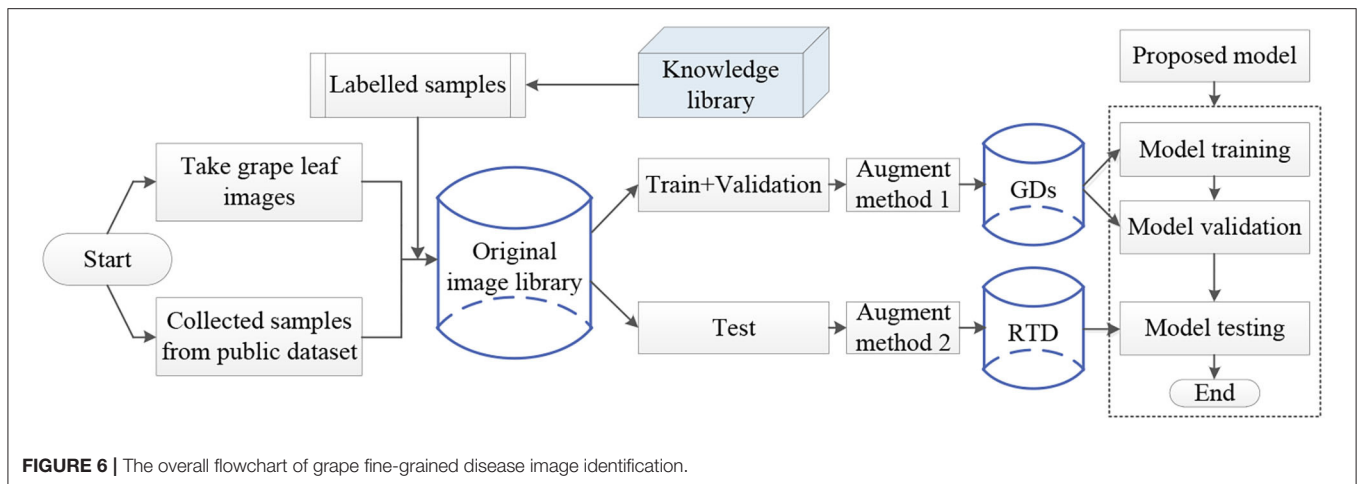 Labelled samples
Knowledge
library
Proposed model
Take grape leaf
images
Start
Collected samples
from public dataset
Original
image library
Train+Validation
Augment
method 1
GDs
Model training
Model validation
Test
Augment
method 2
RTD
Model testing
End
FIGURE 6 | The overall flowchart of grape fine-grained disease image identification.